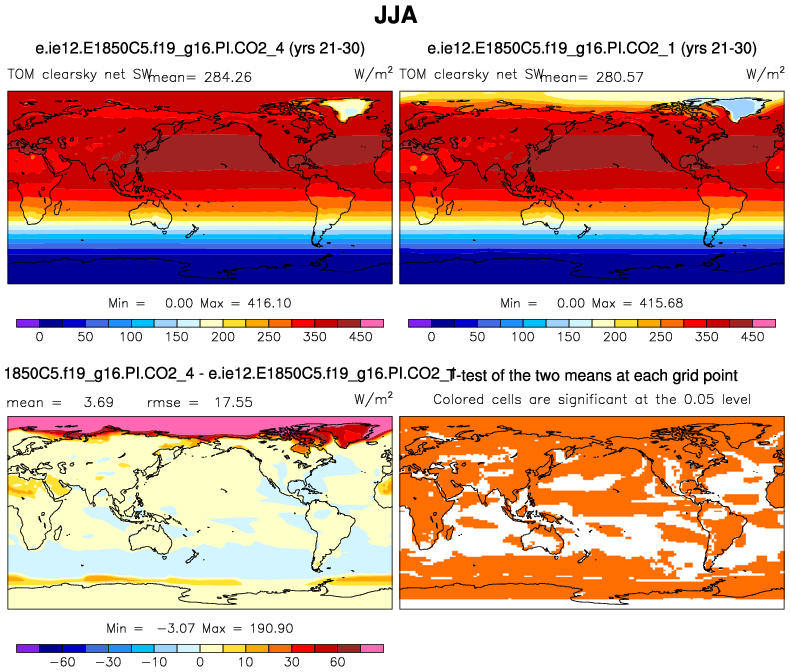 JJA
e.ie12.E1850C5.f19_g16.PI.CO2_4 (yrs 21-30)
TOM clearsky net SW mean= 284.26 W/m²
Min = 0.00 Max = 416.10
0 50 100 150 200 250 350 450
e.ie12.E1850C5.f19_g16.PI.CO2_1 (yrs 21-30)
TOM clearsky net SW mean= 280.57 W/m²
Min = 0.00 Max = 415.68
0 50 100 150 200 250 350 450
1850C5.f19_g16.PI.CO2_4 - e.ie12.E1850C5.f19_g16.PI.CO2_1
mean = 3.69 rmse = 17.55 W/m²
Min = −3.07 Max = 190.90
−60 −30 −10 0 10 30 60
T-test of the two means at each grid point
Colored cells are significant at the 0.05 level